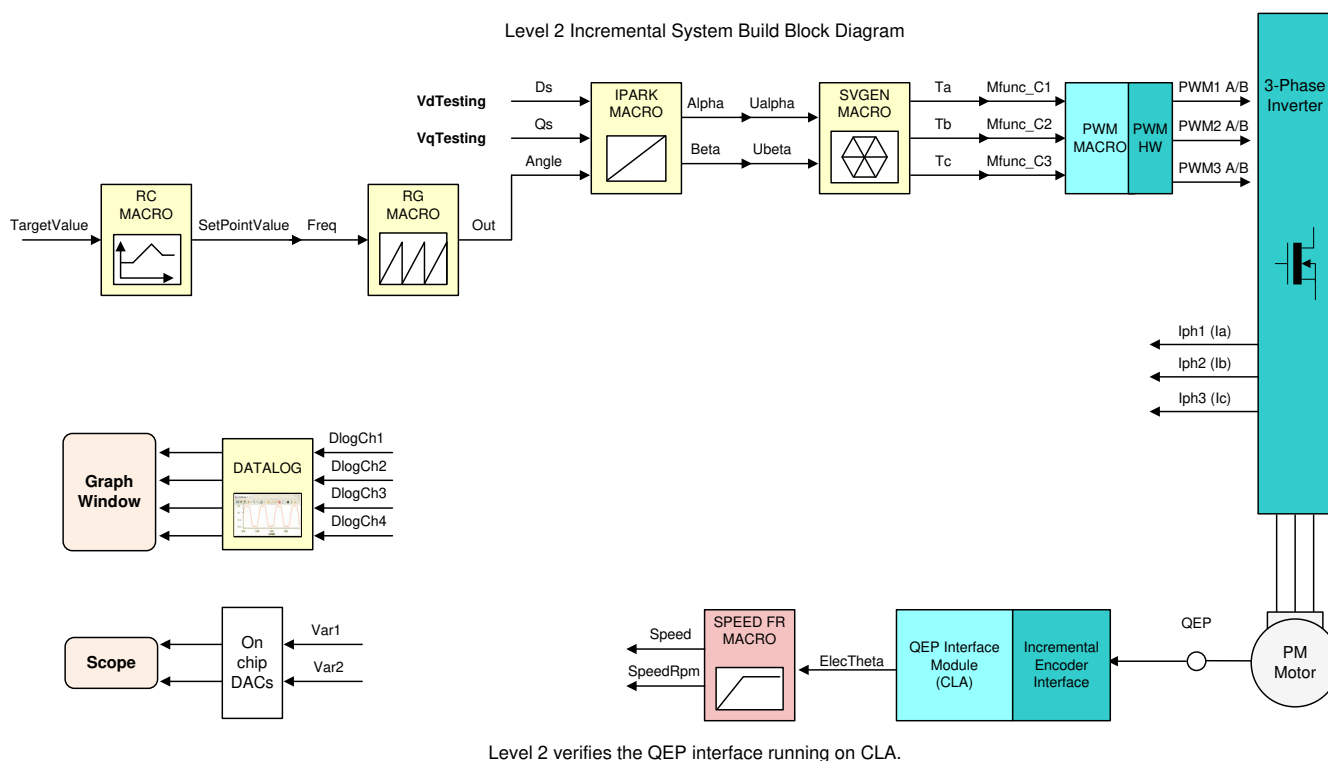 Level 2 Incremental System Build Block Diagram
VdTesting
Ds
VqTesting
Qs
Angle
IPARK
MACRO
Alpha
Ualpha
Beta
Ubeta
SVGEN
MACRO
Ta
Mfunc_C1
Tb
Mfunc_C2
Tc
Mfunc_C3
PWM
MACRO
PWM
HW
PWM1 A/B
PWM2 A/B
PWM3 A/B
3-Phase
Inverter
TargetValue
RC
MACRO
SetPointValue
Freq
RG
MACRO
Out
Iph1 (Ia)
Iph2 (Ib)
Iph3 (Ic)
Graph
Window
DATALOG
DlogCh1
DlogCh2
DlogCh3
DlogCh4
Scope
On
chip
DACs
Var1
Var2
Speed
SpeedRpm
SPEED FR
MACRO
ElecTheta
QEP Interface
Module
(CLA)
Incremental
Encoder
Interface
QEP
PM
Motor
Level 2 verifies the QEP interface running on CLA.